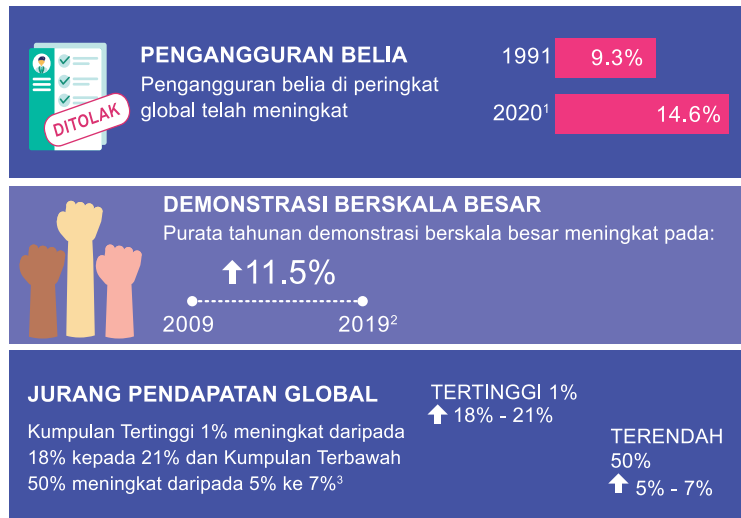 DITOLAK
PENGANGGURAN BELIA
Pengangguran belia di peringkat
global telah meningkat
1991 9.3%
2020¹ 14.6%
DEMONSTRASI BERSKALA BESAR
Purata tahunan demonstrasi berskala besar meningkat pada:
11.5%
2009 2019²
JURANG PENDAPATAN GLOBAL
Kumpulan Tertinggi 1% meningkat daripada
18% kepada 21% dan Kumpulan Terbawah
50% meningkat daripada 5% ke 7%³
TERTINGGI 1%
18% - 21%
TERENDAH
50%
5% - 7%